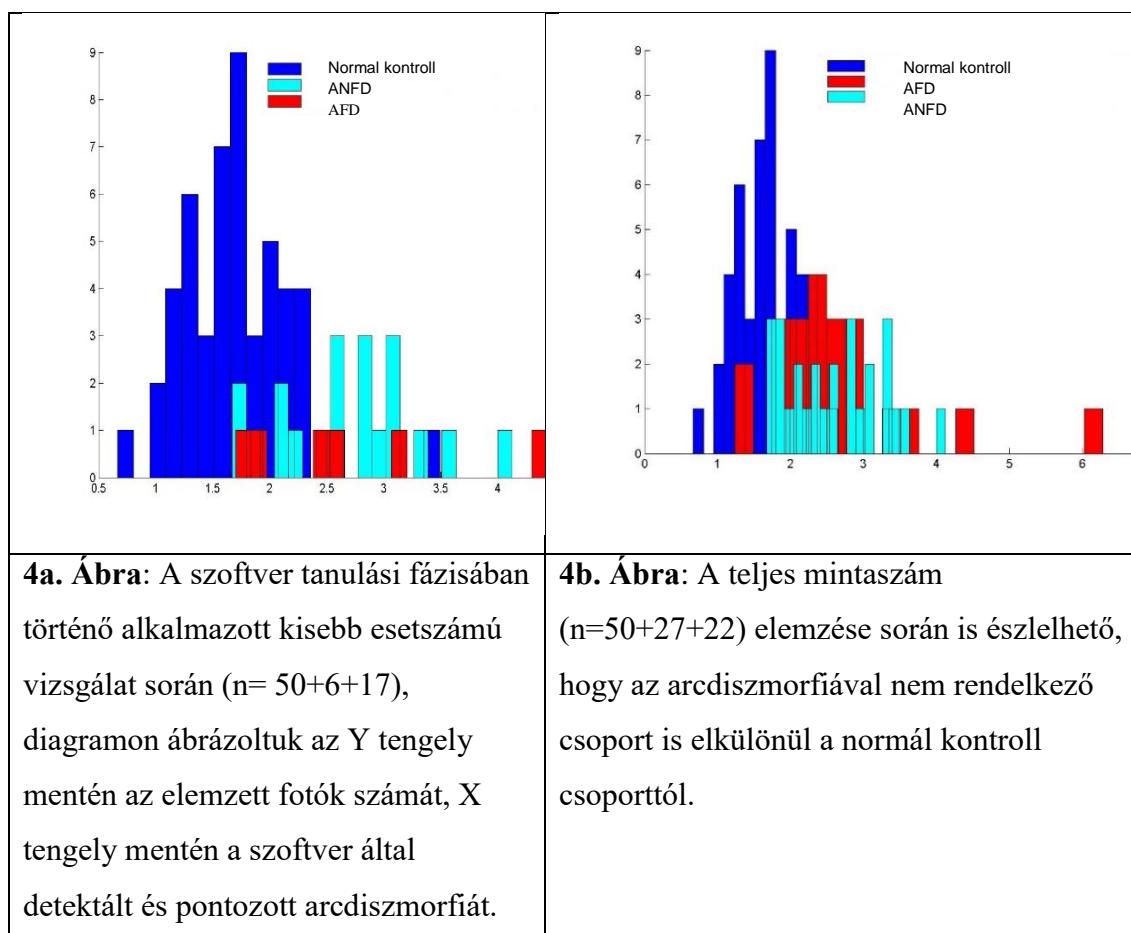 9
8
7
6
5
4
3
2
1
0
0.5 1 1.5 2 2.5 3 3.5 4
Normal kontroll
ANFD
AFD
9
8
7
6
5
4
3
2
1
0
0 1 2 3 4 5 6
Normal kontroll
AFD
ANFD
4a. Ábra: A szoftver tanulási fázisában
történő alkalmazott kisebb esetszámú
vizsgálat során (n= 50+6+17),
diagramon ábrázoltuk az Y tengely
mentén az elemzett fotók számát, X
tengely mentén a szoftver által
detektált és pontozott arcdiszmorfiát.
4b. Ábra: A teljes mintaszám
(n=50+27+22) elemzése során is észlelhető,
hogy az arcdiszmorfiával nem rendelkező
csoport is elkülönül a normál kontroll
csoporttól.